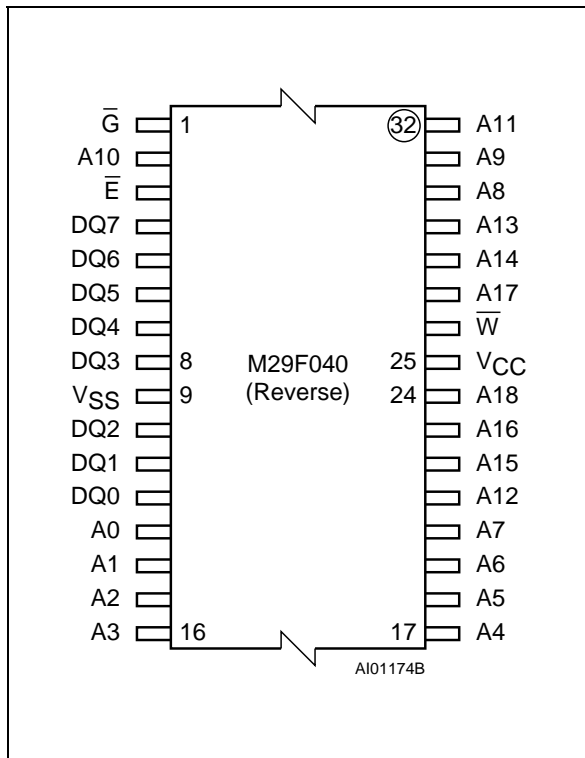 G̅ 1 32 A11
A10 A9
E̅ A8
DQ7 A13
DQ6 A14
DQ5 A17
DQ4 W̅
DQ3 8 M29F040 25 VCC
VSS 9 (Reverse) 24 A18
DQ2 A16
DQ1 A15
DQ0 A12
A0 A7
A1 A6
A2 A5
A3 16 17 A4
AI01174B